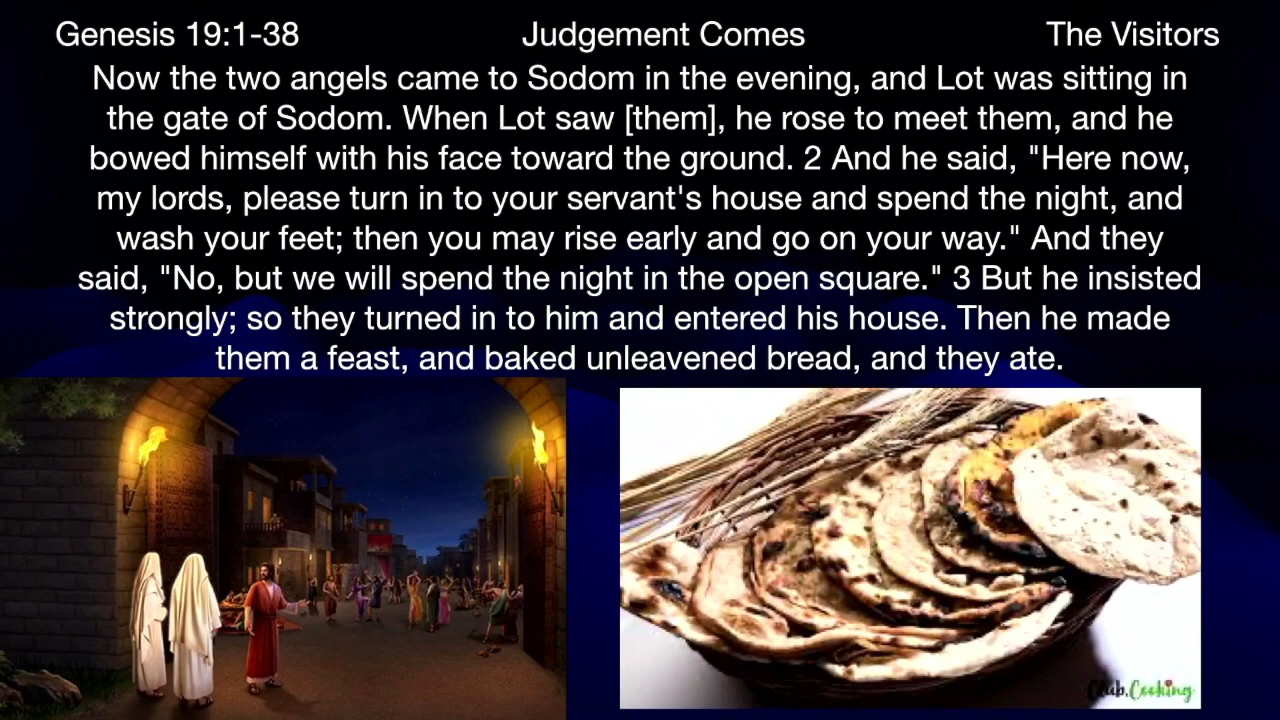 Genesis 19:1-38 Judgement Comes The Visitors
Now the two angels came to Sodom in the evening, and Lot was sitting in
the gate of Sodom. When Lot saw [them], he rose to meet them, and he
bowed himself with his face toward the ground. 2 And he said, "Here now,
my lords, please turn in to your servant's house and spend the night, and
wash your feet; then you may rise early and go on your way." And they
said, "No, but we will spend the night in the open square." 3 But he insisted
strongly; so they turned in to him and entered his house. Then he made
them a feast, and baked unleavened bread, and they ate.
Club.Cooking